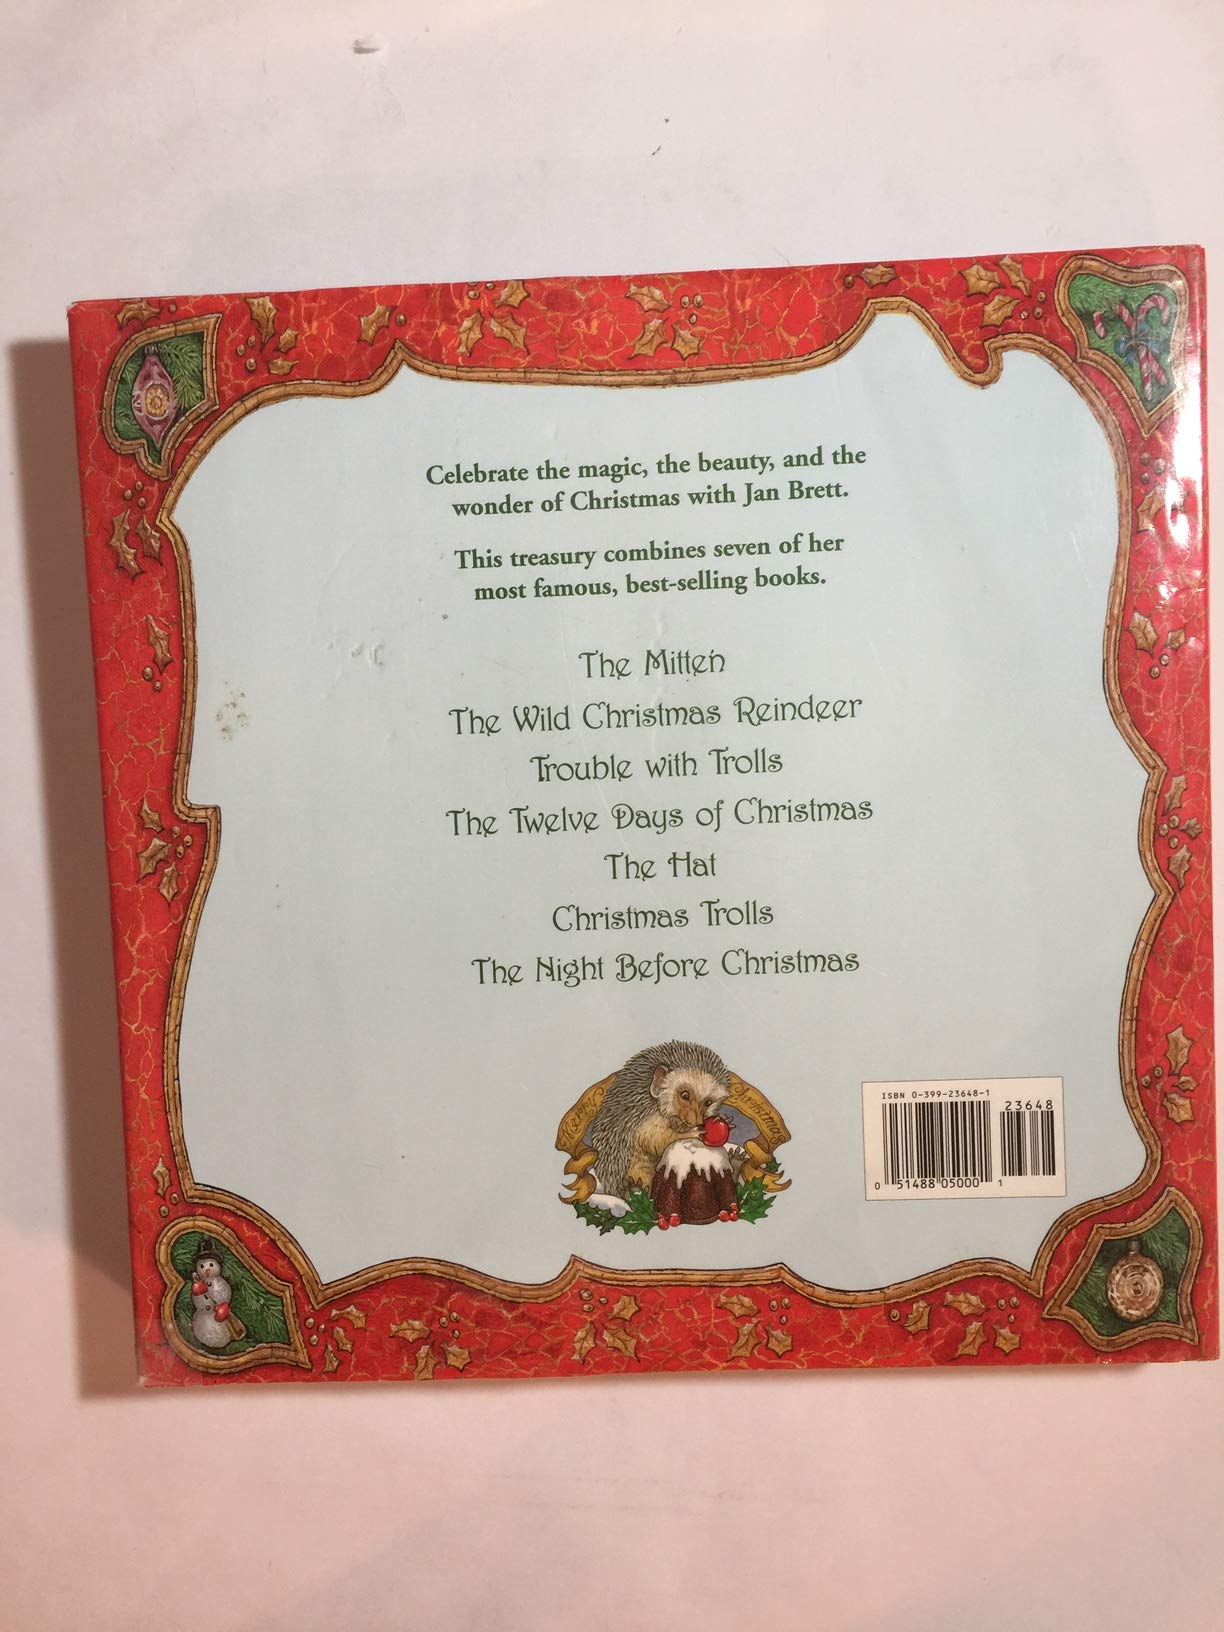 Celebrate the magic, the beauty, and the
wonder of Christmas with Jan Brett.
This treasury combines seven of her
most famous, best-selling books.
The Mitten
The Wild Christmas Reindeer
Trouble with Trolls
The Twelve Days of Christmas
The Hat
Christmas Trolls
The Night Before Christmas
Merry Christmas
ISBN 0-399-23648-1
23648
0 51488 05000 1